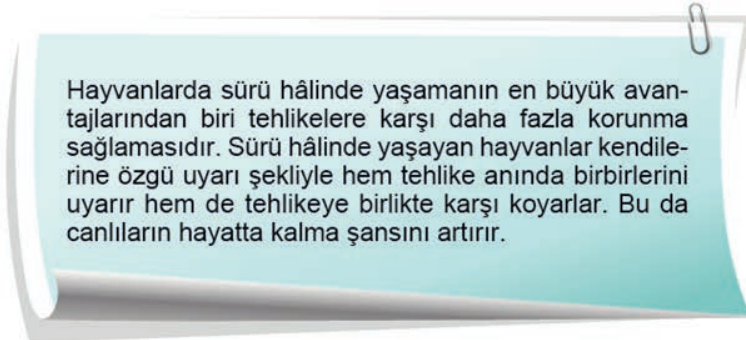 Hayvanlarda sürü hâlinde yaşamanın en büyük avan-
tajlarından biri tehlikelere karşı daha fazla korunma
sağlamasıdır. Sürü hâlinde yaşayan hayvanlar kendile-
rine özgü uyarı şekliyle hem tehlike anında birbirlerini
uyarır hem de tehlikeye birlikte karşı koyarlar. Bu da
canlıların hayatta kalma şansını artırır.